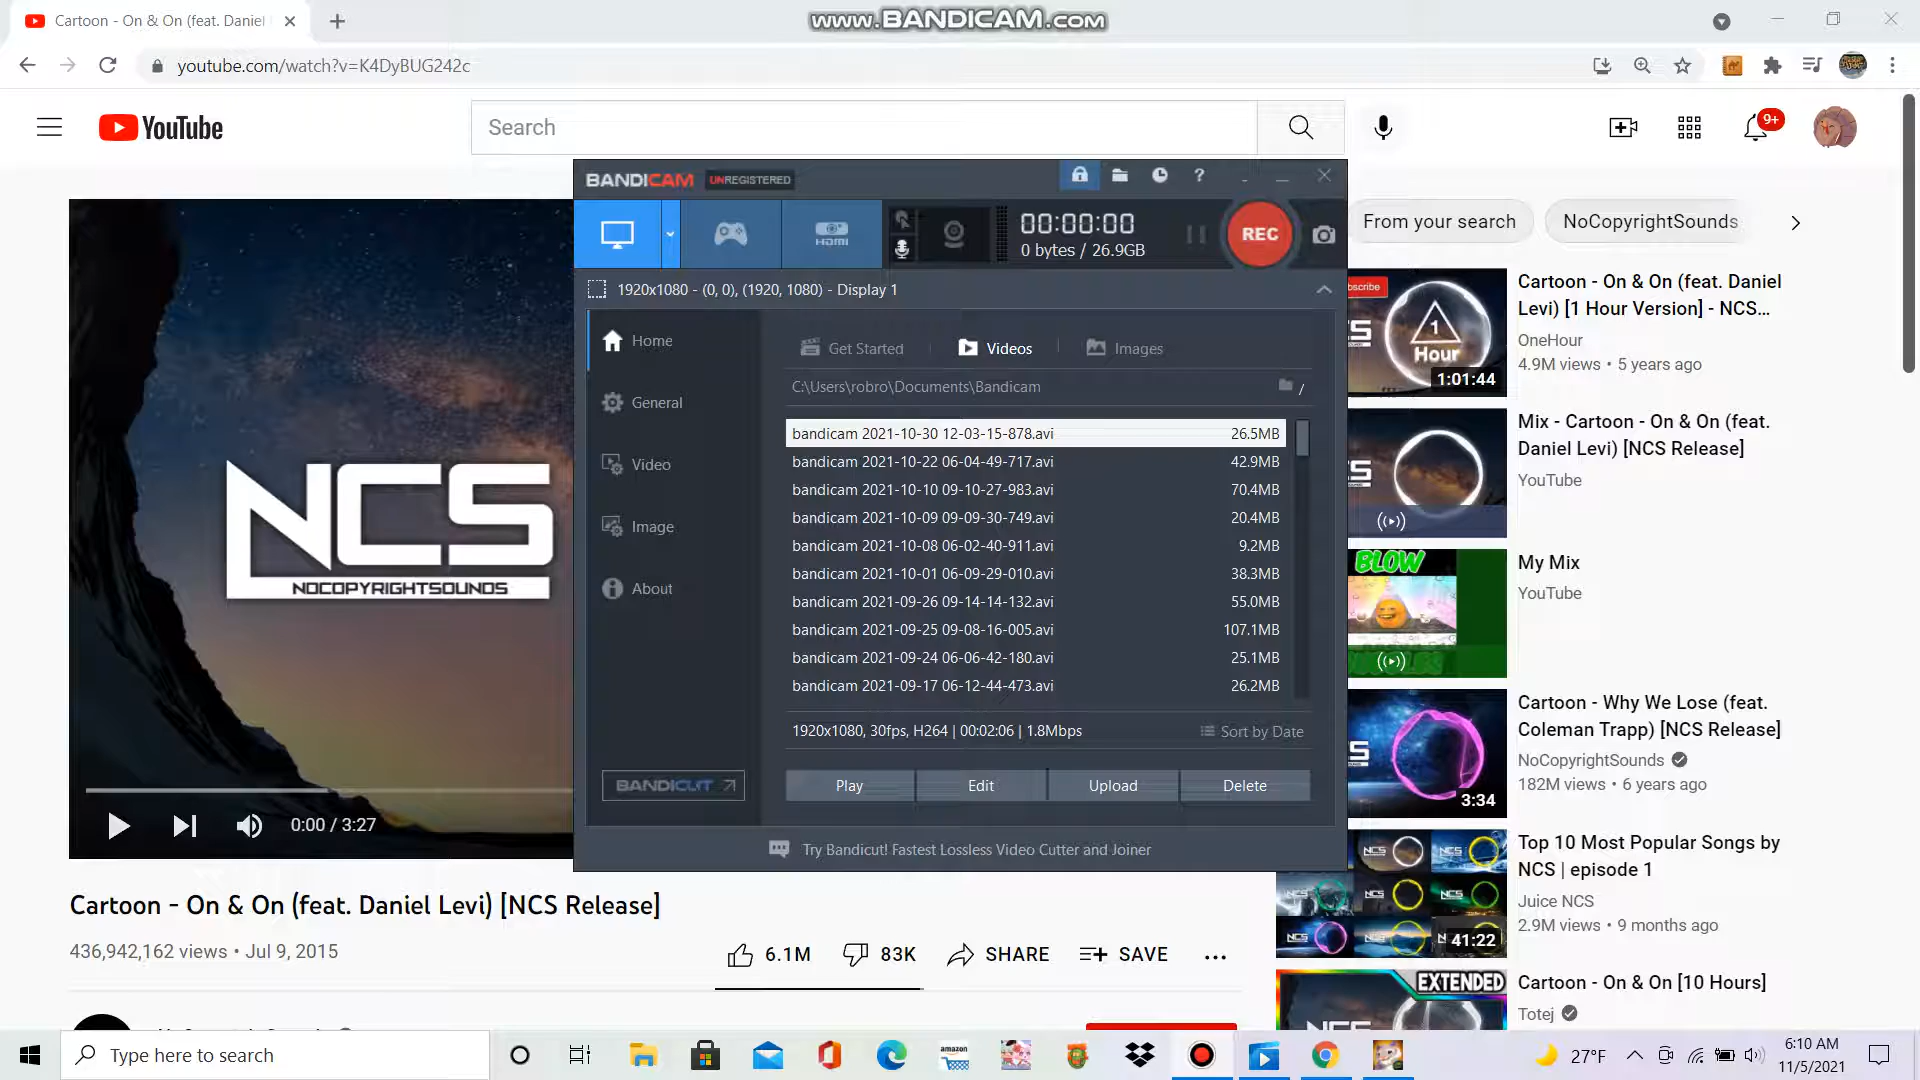 Cartoon - On & On (feat. Daniel
www.BANDICAM.com
youtube.com/watch?v=K4DyBUG242c
YouTube
Search
9+
BANDICAM UNREGISTERED
HDMI
00:00:00
0 bytes / 26.9GB
REC
1920x1080 - (0, 0), (1920, 1080) - Display 1
Home
General
Video
Image
About
BANDICUT
Get Started
Videos
Images
C:\Users\robro\Documents\Bandicam
/
bandicam 2021-10-30 12-03-15-878.avi 26.5MB
bandicam 2021-10-22 06-04-49-717.avi 42.9MB
bandicam 2021-10-10 09-10-27-983.avi 70.4MB
bandicam 2021-10-09 09-09-30-749.avi 20.4MB
bandicam 2021-10-08 06-02-40-911.avi 9.2MB
bandicam 2021-10-01 06-09-29-010.avi 38.3MB
bandicam 2021-09-26 09-14-14-132.avi 55.0MB
bandicam 2021-09-25 09-08-16-005.avi 107.1MB
bandicam 2021-09-24 06-06-42-180.avi 25.1MB
bandicam 2021-09-17 06-12-44-473.avi 26.2MB
1920x1080, 30fps, H264 | 00:02:06 | 1.8Mbps
Sort by Date
Play
Edit
Upload
Delete
Try Bandicut! Fastest Lossless Video Cutter and Joiner
NCS
NOCOPYRIGHTSOUNDS
0:00 / 3:27
Cartoon - On & On (feat. Daniel Levi) [NCS Release]
436,942,162 views • Jul 9, 2015
6.1M
83K
SHARE
SAVE
From your search
NoCopyrightSounds
scribe
1
Hour
1:01:44
Cartoon - On & On (feat. Daniel
Levi) [1 Hour Version] - NCS...
OneHour
4.9M views • 5 years ago
Mix - Cartoon - On & On (feat.
Daniel Levi) [NCS Release]
YouTube
BLOW
My Mix
YouTube
3:34
Cartoon - Why We Lose (feat.
Coleman Trapp) [NCS Release]
NoCopyrightSounds
182M views • 6 years ago
NCS
NCS
NCS
NCS
NCS
NCS
41:22
Top 10 Most Popular Songs by
NCS | episode 1
Juice NCS
2.9M views • 9 months ago
EXTENDED
NCS
Cartoon - On & On [10 Hours]
Totej
Type here to search
amazon
27°F
6:10 AM
11/5/2021